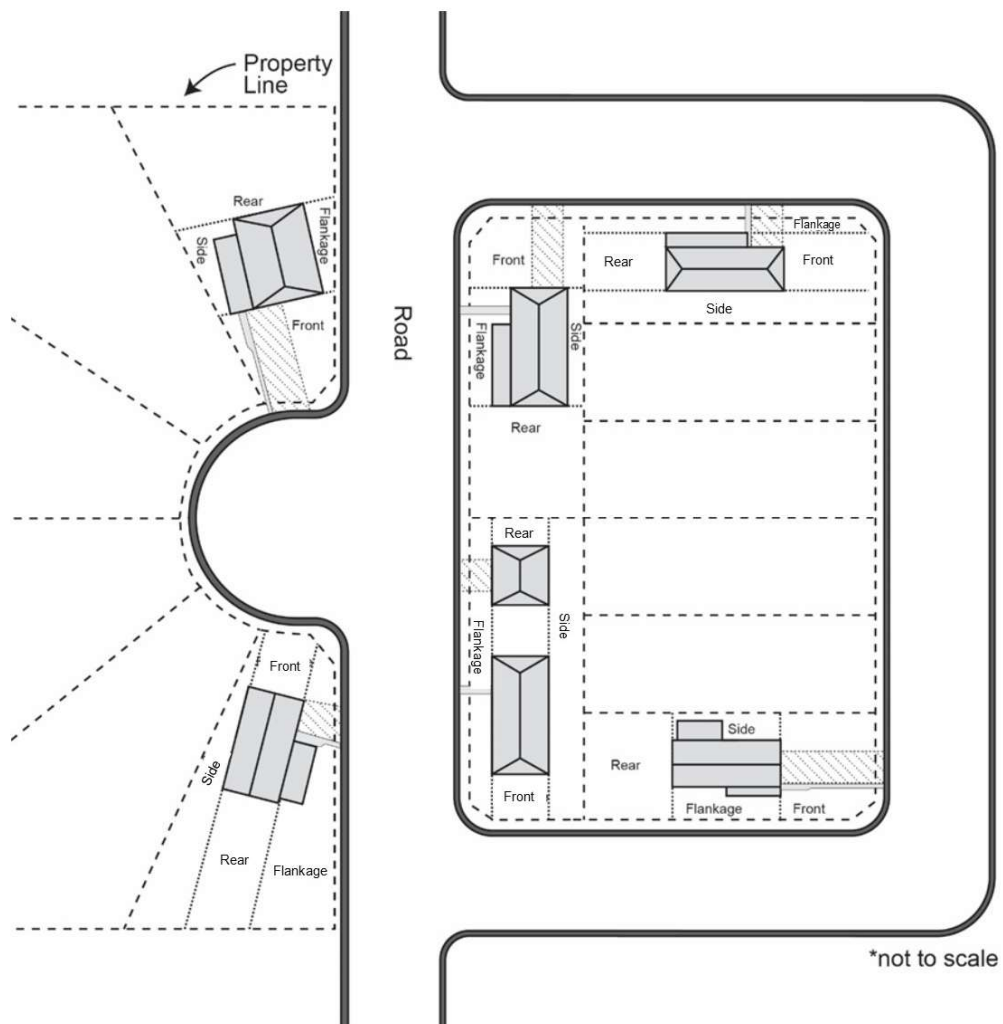 Property
Line
Rear
Side
Flankage
Front
Road
Front
Flankage
Side
Rear
Flankage
Rear
Front
Side
Rear
Flankage
Side
Front
Front
Side
Rear
Flankage
Side
Rear
Flankage
Front
*not to scale